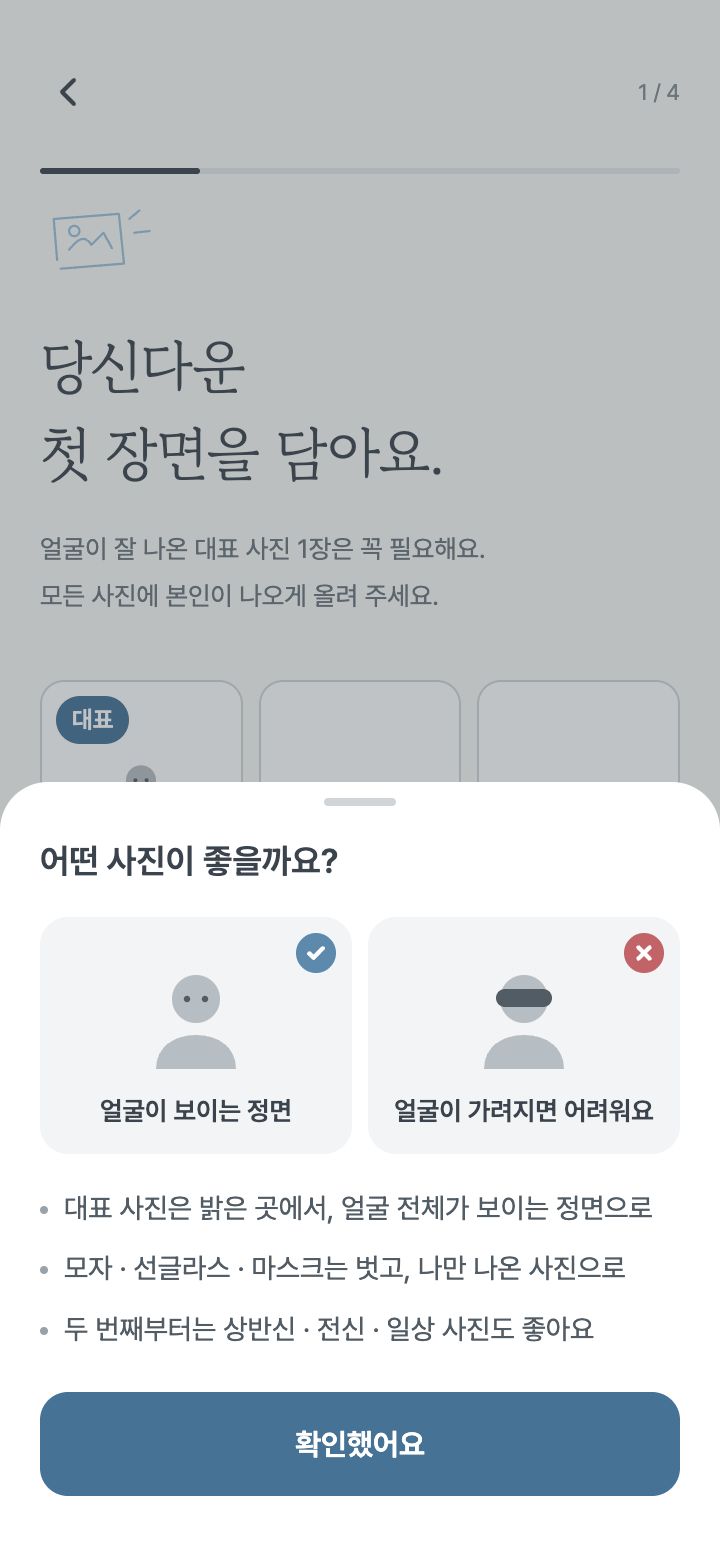 1 / 4
당신다운
첫 장면을 담아요.
얼굴이 잘 나온 대표 사진 1장은 꼭 필요해요.
모든 사진에 본인이 나오게 올려 주세요.
대표
어떤 사진이 좋을까요?
얼굴이 보이는 정면
얼굴이 가려지면 어려워요
• 대표 사진은 밝은 곳에서, 얼굴 전체가 보이는 정면으로
• 모자 · 선글라스 · 마스크는 벗고, 나만 나온 사진으로
• 두 번째부터는 상반신 · 전신 · 일상 사진도 좋아요
확인했어요